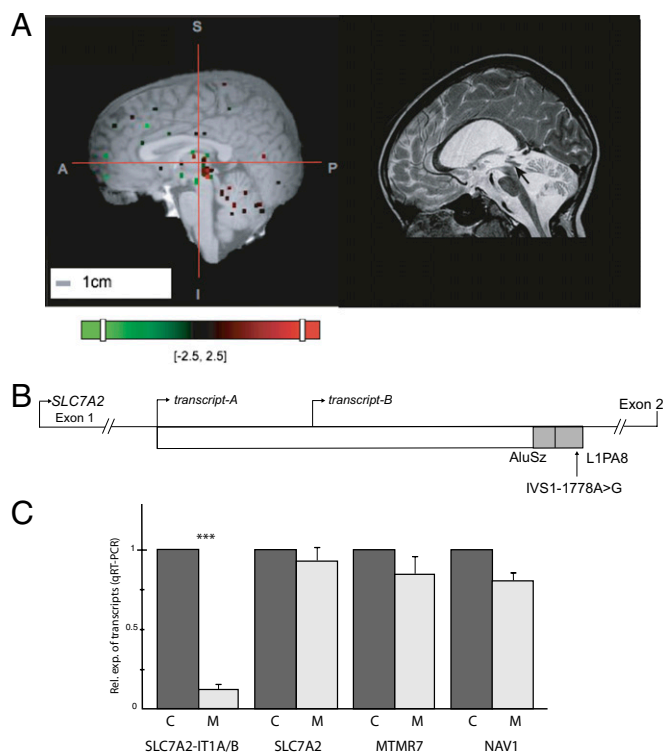 A
S
A
P
I
1cm
[-2.5, 2.5]
B
SLC7A2
Exon 1
transcript-A
transcript-B
Exon 2
AluSz
L1PA8
IVS1-1778A>G
C
Rel. exp. of transcripts (qRT-PCR)
1
0.5
0
***
C M C M C M C M
SLC7A2-IT1A/B SLC7A2 MTMR7 NAV1